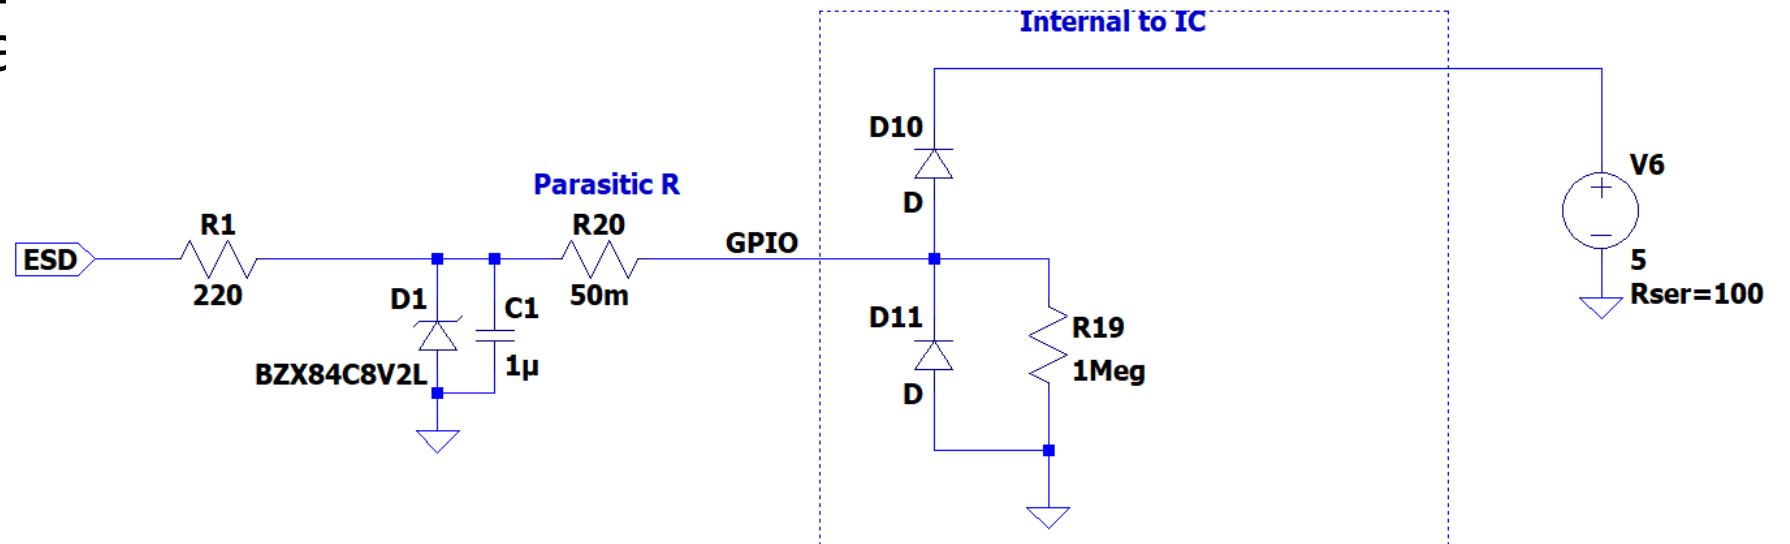 Internal to IC
D10
D
V6
5
Rser=100
Parasitic R
R20
50m
R1
220
ESD
GPIO
D1
BZX84C8V2L
C1
1µ
D11
D
R19
1Meg